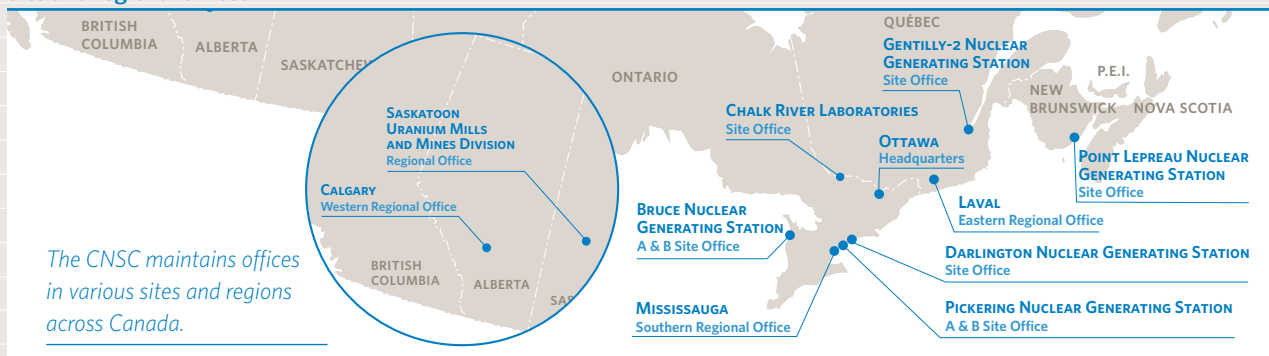 BRITISH
COLUMBIA
ALBERTA
SASKATCHEW
ONTARIO
QUÉBEC
GENTILLY-2 NUCLEAR
GENERATING STATION
Site Office
P.E.I.
NEW
BRUNSWICK
NOVA SCOTIA
CHALK RIVER LABORATORIES
Site Office
OTTAWA
Headquarters
POINT LEPREAU NUCLEAR
GENERATING STATION
Site Office
SASKATOON
URANIUM MILLS
AND MINES DIVISION
Regional Office
CALGARY
Western Regional Office
BRITISH
COLUMBIA
ALBERTA
SAS
BRUCE NUCLEAR
GENERATING STATION
A & B Site Office
LAVAL
Eastern Regional Office
DARLINGTON NUCLEAR GENERATING STATION
Site Office
MISSISSAUGA
Southern Regional Office
PICKERING NUCLEAR GENERATING STATION
A & B Site Office
The CNSC maintains offices
in various sites and regions
across Canada.